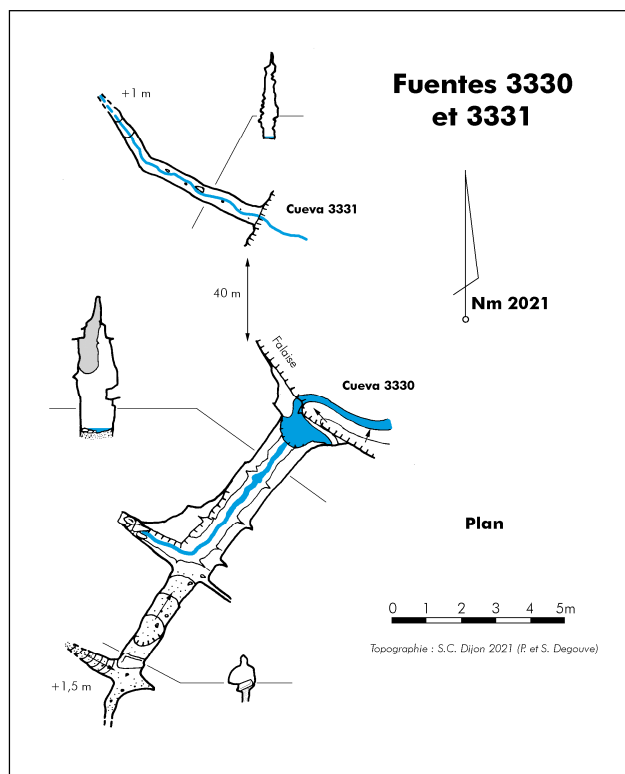 Fuentes 3330
et 3331
+1 m
Cueva 3331
40 m
Nm 2021
Falaise
Cueva 3330
Plan
0 1 2 3 4 5m
Topographie : S.C. Dijon 2021 (P. et S. Degouve)
+1,5 m